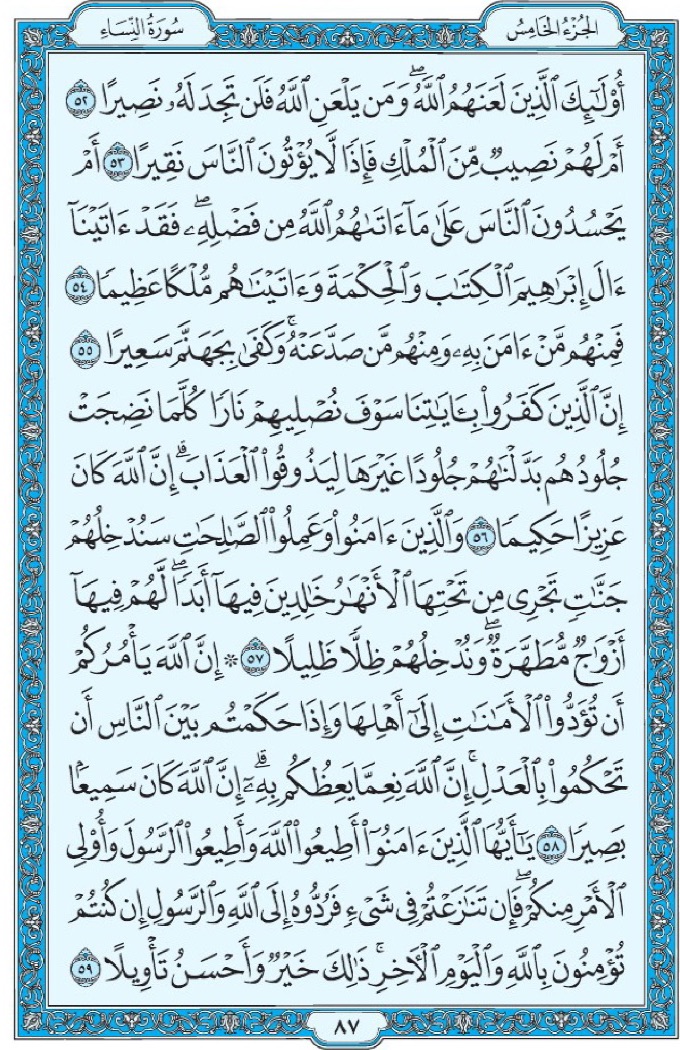 الجُزْءُ الخَامِسُ
سُورَةُ النِّسَاءِ
أُوْلَـٰٓئِكَ ٱلَّذِينَ لَعَنَهُمُ ٱللَّهُۖ وَمَن يَلْعَنِ ٱللَّهُ فَلَن تَجِدَ لَهُۥ نَصِيرًا ٥٢
أَمْ لَهُمْ نَصِيبٌ مِّنَ ٱلْمُلْكِ فَإِذًا لَّا يُؤْتُونَ ٱلنَّاسَ نَقِيرًا ٥٣ أَمْ
يَحْسُدُونَ ٱلنَّاسَ عَلَىٰ مَآ ءَاتَىٰهُمُ ٱللَّهُ مِن فَضْلِهِۦۖ فَقَدْ ءَاتَيْنَآ
ءَالَ إِبْرَٰهِيمَ ٱلْكِتَـٰبَ وَٱلْحِكْمَةَ وَءَاتَيْنَـٰهُم مُّلْكًا عَظِيمًا ٥٤
فَمِنْهُم مَّنْ ءَامَنَ بِهِۦ وَمِنْهُم مَّن صَدَّ عَنْهُۚ وَكَفَىٰ بِجَهَنَّمَ سَعِيرًا ٥٥
إِنَّ ٱلَّذِينَ كَفَرُواْ بِـَٔايَـٰتِنَا سَوْفَ نُصْلِيهِمْ نَارًا كُلَّمَا نَضِجَتْ
جُلُودُهُم بَدَّلْنَـٰهُمْ جُلُودًا غَيْرَهَا لِيَذُوقُواْ ٱلْعَذَابَۗ إِنَّ ٱللَّهَ كَانَ
عَزِيزًا حَكِيمًا ٥٦ وَٱلَّذِينَ ءَامَنُواْ وَعَمِلُواْ ٱلصَّـٰلِحَـٰتِ سَنُدْخِلُهُمْ
جَنَّـٰتٍ تَجْرِى مِن تَحْتِهَا ٱلْأَنْهَـٰرُ خَـٰلِدِينَ فِيهَآ أَبَدًاۖ لَّهُمْ فِيهَآ
أَزْوَٰجٌ مُّطَهَّرَةٌۖ وَنُدْخِلُهُمْ ظِلًّا ظَلِيلًا ٥٧ ۞ إِنَّ ٱللَّهَ يَأْمُرُكُمْ
أَن تُؤَدُّواْ ٱلْأَمَـٰنَـٰتِ إِلَىٰٓ أَهْلِهَا وَإِذَا حَكَمْتُم بَيْنَ ٱلنَّاسِ أَن
تَحْكُمُواْ بِٱلْعَدْلِۚ إِنَّ ٱللَّهَ نِعِمَّا يَعِظُكُم بِهِۦٓۗ إِنَّ ٱللَّهَ كَانَ سَمِيعًۢا
بَصِيرًا ٥٨ يَـٰٓأَيُّهَا ٱلَّذِينَ ءَامَنُوٓاْ أَطِيعُواْ ٱللَّهَ وَأَطِيعُواْ ٱلرَّسُولَ وَأُوْلِى
ٱلْأَمْرِ مِنكُمْۖ فَإِن تَنَـٰزَعْتُمْ فِى شَىْءٍ فَرُدُّوهُ إِلَى ٱللَّهِ وَٱلرَّسُولِ إِن كُنتُمْ
تُؤْمِنُونَ بِٱللَّهِ وَٱلْيَوْمِ ٱلْـَٔاخِرِۚ ذَٰلِكَ خَيْرٌ وَأَحْسَنُ تَأْوِيلًا ٥٩
٨٧